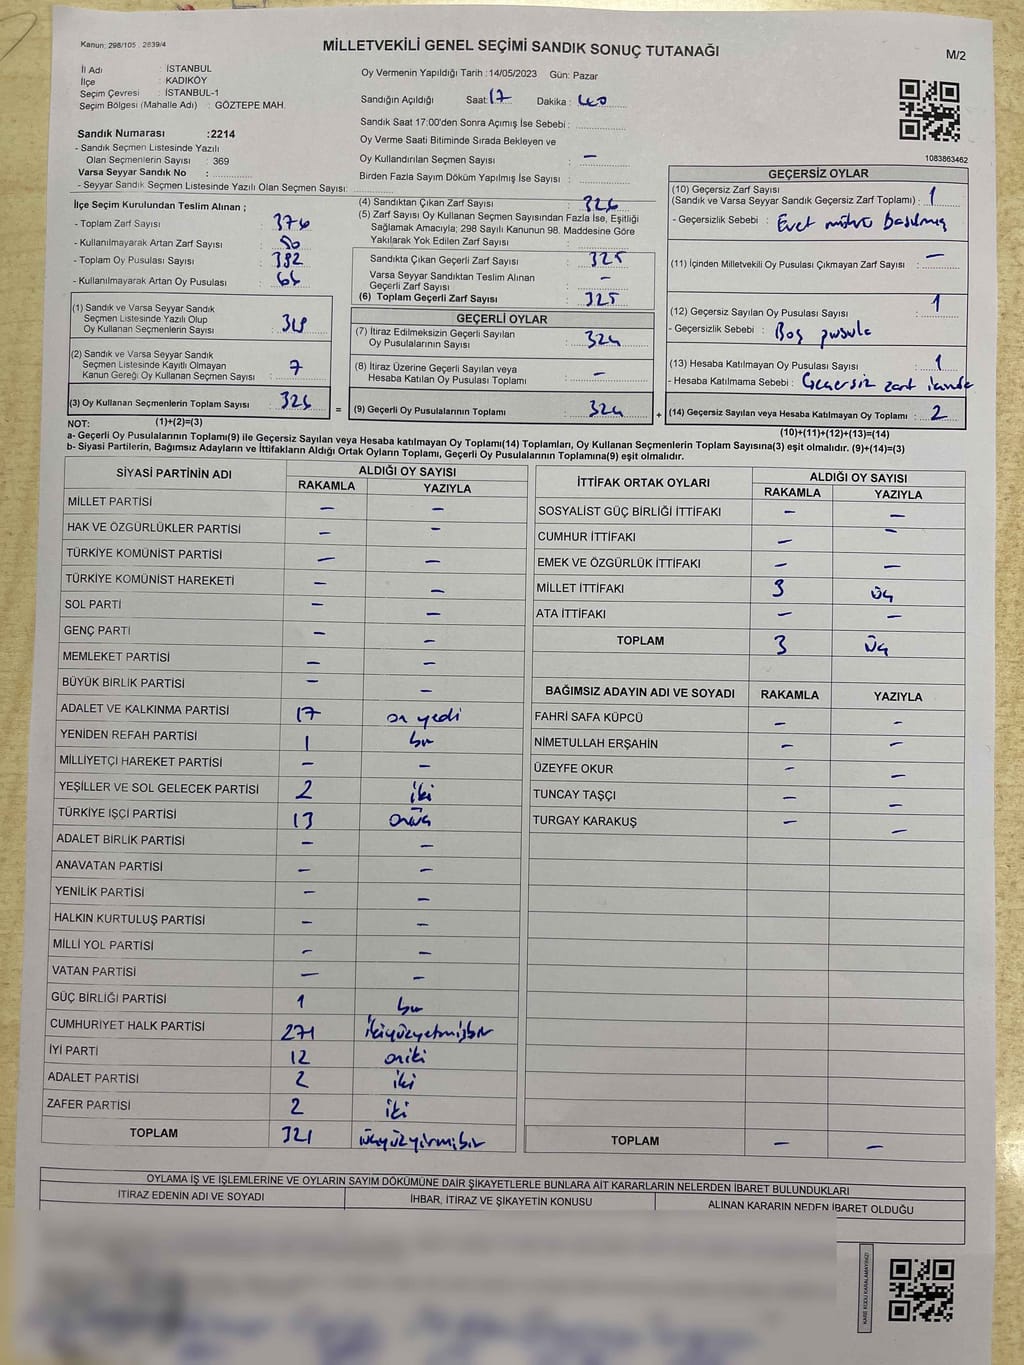 Kanun: 298/105 . 2839/4
MİLLETVEKİLİ GENEL SEÇİMİ SANDIK SONUÇ TUTANAĞI
M/2
İl Adı : İSTANBUL
İlçe : KADIKÖY
Seçim Çevresi : İSTANBUL-1
Seçim Bölgesi (Mahalle Adı) : GÖZTEPE MAH.
Sandık Numarası :2214
- Sandık Seçmen Listesinde Yazılı
Olan Seçmenlerin Sayısı : 369
Varsa Seyyar Sandık No :
- Seyyar Sandık Seçmen Listesinde Yazılı Olan Seçmen Sayısı:
Oy Vermenin Yapıldığı Tarih : 14/05/2023 Gün: Pazar
Sandığın Açıldığı Saat: 17 Dakika : 40
Sandık Saat 17:00'den Sonra Açımış İse Sebebi :
Oy Verme Saati Bitiminde Sırada Bekleyen ve
Oy Kullandırılan Seçmen Sayısı : –
Birden Fazla Sayım Döküm Yapılmış İse Sayısı :
1083863462
İlçe Seçim Kurulundan Teslim Alınan ;
- Toplam Zarf Sayısı : 376
- Kullanılmayarak Artan Zarf Sayısı : 50
- Toplam Oy Pusulası Sayısı : 392
- Kullanılmayarak Artan Oy Pusulası : 66
(1) Sandık ve Varsa Seyyar Sandık
Seçmen Listesinde Yazılı Olup
Oy Kullanan Seçmenlerin Sayısı : 319
(2) Sandık ve Varsa Seyyar Sandık
Seçmen Listesinde Kayıtlı Olmayan
Kanun Gereği Oy Kullanan Seçmen Sayısı : 7
(3) Oy Kullanan Seçmenlerin Toplam Sayısı : 326
(1)+(2)=(3)
(4) Sandıktan Çıkan Zarf Sayısı : 326
(5) Zarf Sayısı Oy Kullanan Seçmen Sayısından Fazla İse, Eşitliği
Sağlamak Amacıyla; 298 Sayılı Kanunun 98. Maddesine Göre
Yakılarak Yok Edilen Zarf Sayısı :
Sandıkta Çıkan Geçerli Zarf Sayısı : 325
Varsa Seyyar Sandıktan Teslim Alınan
Geçerli Zarf Sayısı : –
(6) Toplam Geçerli Zarf Sayısı : 325
GEÇERLİ OYLAR
(7) İtiraz Edilmeksizin Geçerli Sayılan
Oy Pusulalarının Sayısı : 324
(8) İtiraz Üzerine Geçerli Sayılan veya
Hesaba Katılan Oy Pusulası Toplamı : –
= (9) Geçerli Oy Pusulalarının Toplamı : 324
GEÇERSİZ OYLAR
(10) Geçersiz Zarf Sayısı
(Sandık ve Varsa Seyyar Sandık Geçersiz Zarf Toplamı) : 1
- Geçersizlik Sebebi : Evet mührü basılmış
(11) İçinden Milletvekili Oy Pusulası Çıkmayan Zarf Sayısı : –
(12) Geçersiz Sayılan Oy Pusulası Sayısı : 1
- Geçersizlik Sebebi : Boş pusula
(13) Hesaba Katılmayan Oy Pusulası Sayısı : 1
- Hesaba Katılmama Sebebi : Geçersiz zarf içinde
+ (14) Geçersiz Sayılan veya Hesaba Katılmayan Oy Toplamı : 2
(10)+(11)+(12)+(13)=(14)
NOT:
a- Geçerli Oy Pusulalarının Toplamı(9) ile Geçersiz Sayılan veya Hesaba katılmayan Oy Toplamı(14) Toplamları, Oy Kullanan Seçmenlerin Toplam Sayısına(3) eşit olmalıdır. (9)+(14)=(3)
b- Siyasi Partilerin, Bağımsız Adayların ve İttifakların Aldığı Ortak Oyların Toplamı, Geçerli Oy Pusulalarının Toplamına(9) eşit olmalıdır.
SİYASİ PARTİNİN ADI ALDIĞI OY SAYISI
RAKAMLA YAZIYLA
MİLLET PARTİSİ – –
HAK VE ÖZGÜRLÜKLER PARTİSİ – –
TÜRKİYE KOMÜNİST PARTİSİ – –
TÜRKİYE KOMÜNİST HAREKETİ – –
SOL PARTİ – –
GENÇ PARTİ – –
MEMLEKET PARTİSİ – –
BÜYÜK BİRLİK PARTİSİ – –
ADALET VE KALKINMA PARTİSİ 17 on yedi
YENİDEN REFAH PARTİSİ 1 bir
MİLLİYETÇİ HAREKET PARTİSİ – –
YEŞİLLER VE SOL GELECEK PARTİSİ 2 iki
TÜRKİYE İŞÇİ PARTİSİ 13 onüç
ADALET BİRLİK PARTİSİ – –
ANAVATAN PARTİSİ – –
YENİLİK PARTİSİ – –
HALKIN KURTULUŞ PARTİSİ – –
MİLLİ YOL PARTİSİ – –
VATAN PARTİSİ – –
GÜÇ BİRLİĞİ PARTİSİ 1 bir
CUMHURİYET HALK PARTİSİ 271 ikiyüzyetmişbir
İYİ PARTİ 12 oniki
ADALET PARTİSİ 2 iki
ZAFER PARTİSİ 2 iki
TOPLAM 321 üçyüzyirmibir
İTTİFAK ORTAK OYLARI ALDIĞI OY SAYISI
RAKAMLA YAZIYLA
SOSYALİST GÜÇ BİRLİĞİ İTTİFAKI – –
CUMHUR İTTİFAKI – –
EMEK VE ÖZGÜRLÜK İTTİFAKI – –
MİLLET İTTİFAKI 3 üç
ATA İTTİFAKI – –
TOPLAM 3 üç
BAĞIMSIZ ADAYIN ADI VE SOYADI RAKAMLA YAZIYLA
FAHRİ SAFA KÜPCÜ – –
NİMETULLAH ERŞAHİN – –
ÜZEYFE OKUR – –
TUNCAY TAŞÇI – –
TURGAY KARAKUŞ – –
TOPLAM – –
OYLAMA İŞ VE İŞLEMLERİNE VE OYLARIN SAYIM DÖKÜMÜNE DAİR ŞİKAYETLERLE BUNLARA AİT KARARLARIN NELERDEN İBARET BULUNDUKLARI
İTİRAZ EDENİN ADI VE SOYADI İHBAR, İTİRAZ VE ŞİKAYETİN KONUSU ALINAN KARARIN NEDEN İBARET OLDUĞU
KARE KODU KARALAMAYINIZ!